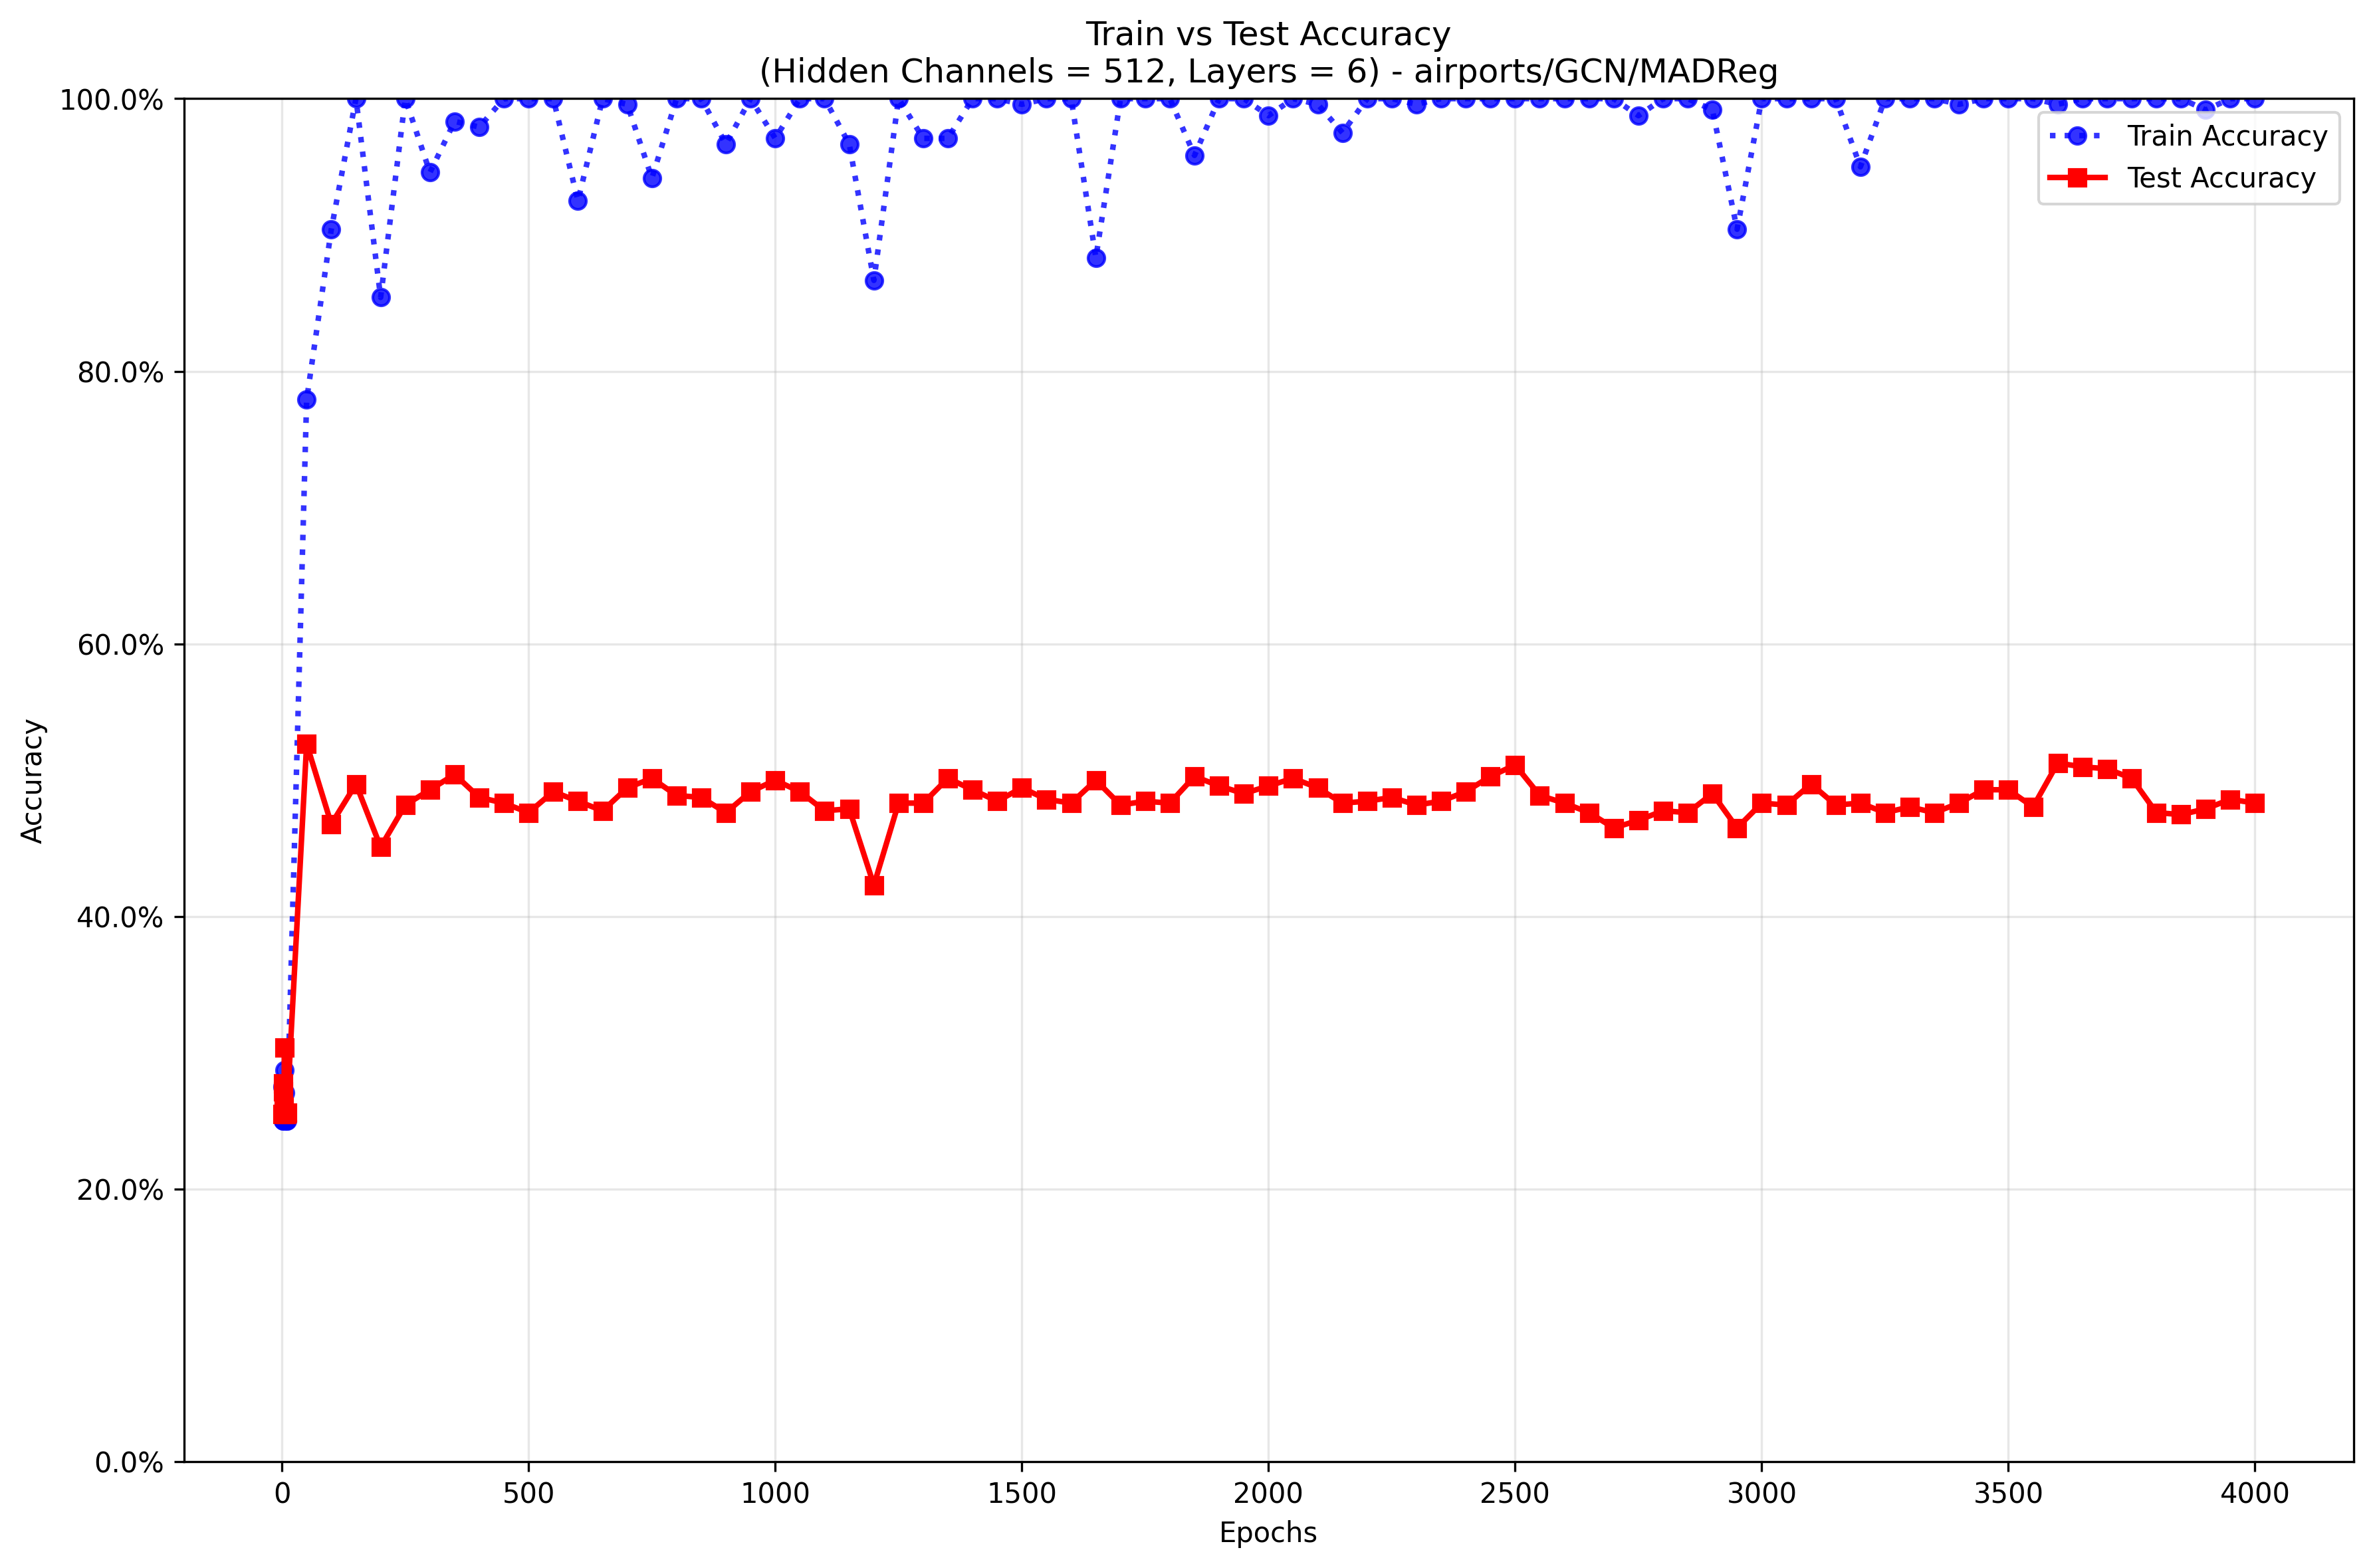 Train vs Test Accuracy
(Hidden Channels = 512, Layers = 6) - airports/GCN/MADReg
100.0%
80.0%
60.0%
40.0%
20.0%
0.0%
Accuracy
Train Accuracy
Test Accuracy
0 500 1000 1500 2000 2500 3000 3500 4000
Epochs